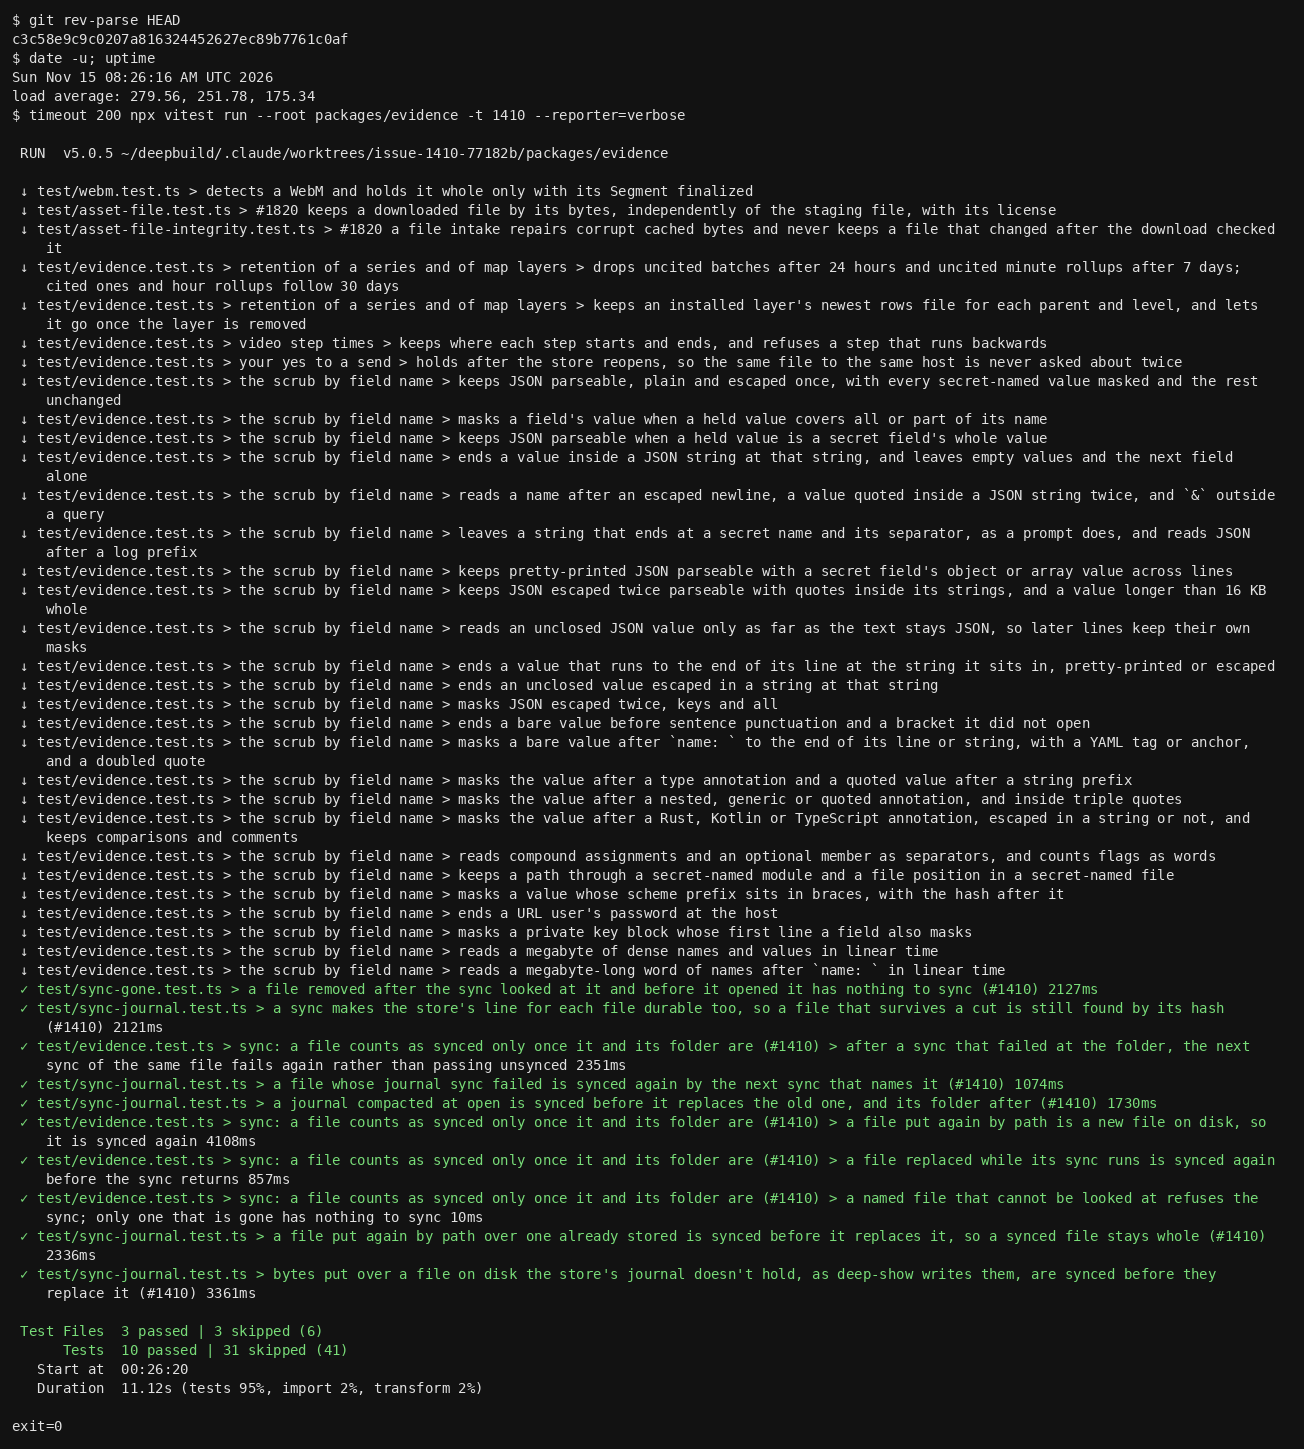 $ git rev-parse HEAD
c3c58e9c9c0207a816324452627ec89b7761c0af
$ date -u; uptime
Sun Nov 15 08:26:16 AM UTC 2026
load average: 279.56, 251.78, 175.34
$ timeout 200 npx vitest run --root packages/evidence -t 1410 --reporter=verbose
RUN  v5.0.5 ~/deepbuild/.claude/worktrees/issue-1410-77182b/packages/evidence
↓ test/webm.test.ts > detects a WebM and holds it whole only with its Segment finalized
↓ test/asset-file.test.ts > #1820 keeps a downloaded file by its bytes, independently of the staging file, with its license
↓ test/asset-file-integrity.test.ts > #1820 a file intake repairs corrupt cached bytes and never keeps a file that changed after the download checked
it
↓ test/evidence.test.ts > retention of a series and of map layers > drops uncited batches after 24 hours and uncited minute rollups after 7 days;
cited ones and hour rollups follow 30 days
↓ test/evidence.test.ts > retention of a series and of map layers > keeps an installed layer's newest rows file for each parent and level, and lets
it go once the layer is removed
↓ test/evidence.test.ts > video step times > keeps where each step starts and ends, and refuses a step that runs backwards
↓ test/evidence.test.ts > your yes to a send > holds after the store reopens, so the same file to the same host is never asked about twice
↓ test/evidence.test.ts > the scrub by field name > keeps JSON parseable, plain and escaped once, with every secret-named value masked and the rest
unchanged
↓ test/evidence.test.ts > the scrub by field name > masks a field's value when a held value covers all or part of its name
↓ test/evidence.test.ts > the scrub by field name > keeps JSON parseable when a held value is a secret field's whole value
↓ test/evidence.test.ts > the scrub by field name > ends a value inside a JSON string at that string, and leaves empty values and the next field
alone
↓ test/evidence.test.ts > the scrub by field name > reads a name after an escaped newline, a value quoted inside a JSON string twice, and `&` outside
a query
↓ test/evidence.test.ts > the scrub by field name > leaves a string that ends at a secret name and its separator, as a prompt does, and reads JSON
after a log prefix
↓ test/evidence.test.ts > the scrub by field name > keeps pretty-printed JSON parseable with a secret field's object or array value across lines
↓ test/evidence.test.ts > the scrub by field name > keeps JSON escaped twice parseable with quotes inside its strings, and a value longer than 16 KB
whole
↓ test/evidence.test.ts > the scrub by field name > reads an unclosed JSON value only as far as the text stays JSON, so later lines keep their own
masks
↓ test/evidence.test.ts > the scrub by field name > ends a value that runs to the end of its line at the string it sits in, pretty-printed or escaped
↓ test/evidence.test.ts > the scrub by field name > ends an unclosed value escaped in a string at that string
↓ test/evidence.test.ts > the scrub by field name > masks JSON escaped twice, keys and all
↓ test/evidence.test.ts > the scrub by field name > ends a bare value before sentence punctuation and a bracket it did not open
↓ test/evidence.test.ts > the scrub by field name > masks a bare value after `name: ` to the end of its line or string, with a YAML tag or anchor,
and a doubled quote
↓ test/evidence.test.ts > the scrub by field name > masks the value after a type annotation and a quoted value after a string prefix
↓ test/evidence.test.ts > the scrub by field name > masks the value after a nested, generic or quoted annotation, and inside triple quotes
↓ test/evidence.test.ts > the scrub by field name > masks the value after a Rust, Kotlin or TypeScript annotation, escaped in a string or not, and
keeps comparisons and comments
↓ test/evidence.test.ts > the scrub by field name > reads compound assignments and an optional member as separators, and counts flags as words
↓ test/evidence.test.ts > the scrub by field name > keeps a path through a secret-named module and a file position in a secret-named file
↓ test/evidence.test.ts > the scrub by field name > masks a value whose scheme prefix sits in braces, with the hash after it
↓ test/evidence.test.ts > the scrub by field name > ends a URL user's password at the host
↓ test/evidence.test.ts > the scrub by field name > masks a private key block whose first line a field also masks
↓ test/evidence.test.ts > the scrub by field name > reads a megabyte of dense names and values in linear time
↓ test/evidence.test.ts > the scrub by field name > reads a megabyte-long word of names after `name: ` in linear time
✓ test/sync-gone.test.ts > a file removed after the sync looked at it and before it opened it has nothing to sync (#1410) 2127ms
✓ test/sync-journal.test.ts > a sync makes the store's line for each file durable too, so a file that survives a cut is still found by its hash
(#1410) 2121ms
✓ test/evidence.test.ts > sync: a file counts as synced only once it and its folder are (#1410) > after a sync that failed at the folder, the next
sync of the same file fails again rather than passing unsynced 2351ms
✓ test/sync-journal.test.ts > a file whose journal sync failed is synced again by the next sync that names it (#1410) 1074ms
✓ test/sync-journal.test.ts > a journal compacted at open is synced before it replaces the old one, and its folder after (#1410) 1730ms
✓ test/evidence.test.ts > sync: a file counts as synced only once it and its folder are (#1410) > a file put again by path is a new file on disk, so
it is synced again 4108ms
✓ test/evidence.test.ts > sync: a file counts as synced only once it and its folder are (#1410) > a file replaced while its sync runs is synced again
before the sync returns 857ms
✓ test/evidence.test.ts > sync: a file counts as synced only once it and its folder are (#1410) > a named file that cannot be looked at refuses the
sync; only one that is gone has nothing to sync 10ms
✓ test/sync-journal.test.ts > a file put again by path over one already stored is synced before it replaces it, so a synced file stays whole (#1410)
2336ms
✓ test/sync-journal.test.ts > bytes put over a file on disk the store's journal doesn't hold, as deep-show writes them, are synced before they
replace it (#1410) 3361ms
Test Files  3 passed | 3 skipped (6)
Tests  10 passed | 31 skipped (41)
Start at  00:26:20
Duration  11.12s (tests 95%, import 2%, transform 2%)
exit=0